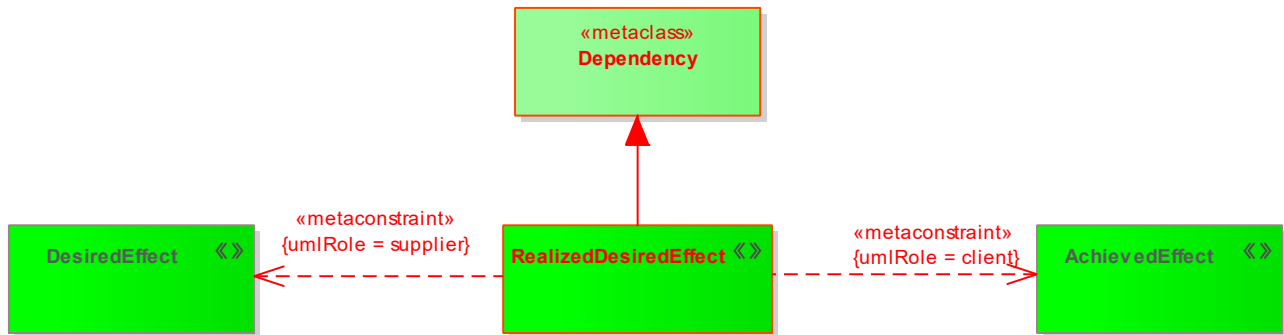 «metaclass»
Dependency
«metaconstraint»
{umlRole = supplier}
«metaconstraint»
{umlRole = client}
DesiredEffect «»
RealizedDesiredEffect «»
AchievedEffect «»